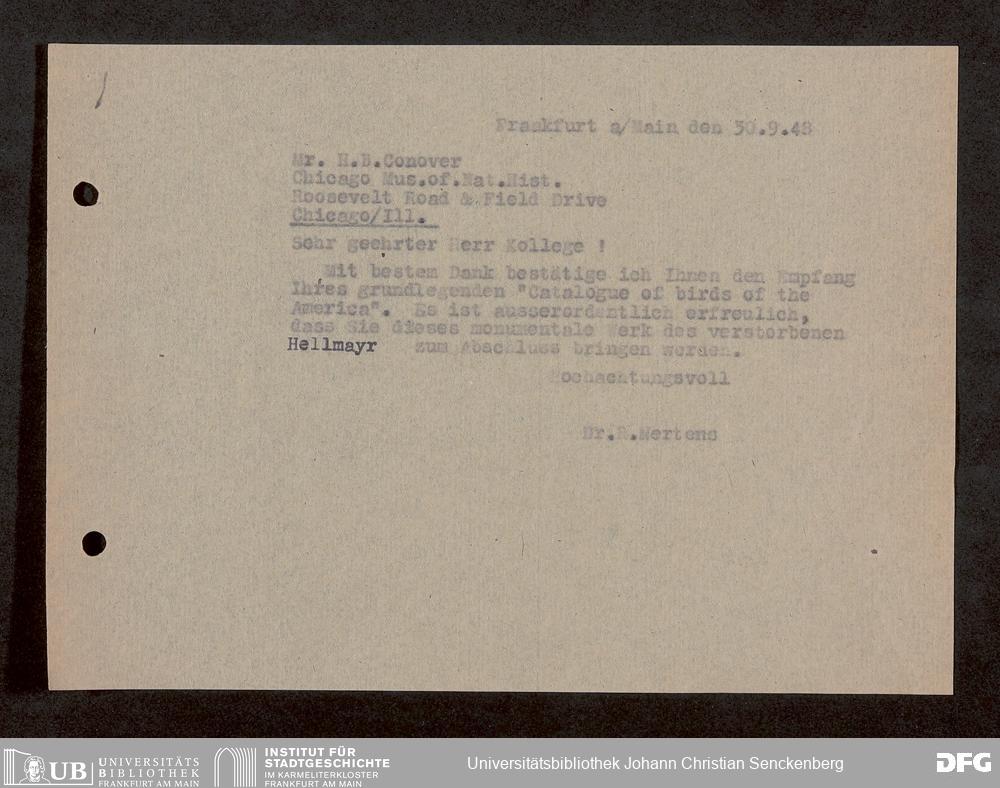 Frankfurt a/Main den 30.9.48
Mr. H.B.Conover
Chicago Mus.of.Nat.Hist.
Roosevelt Road & Field Drive
Chicago/Ill.
Sehr geehrter Herr Kollege !
Mit bestem Dank bestätige ich Ihnen den Empfang
Ihres grundlegenden "Catalogue of birds of the
America". Es ist ausserordentlich erfreulich,
dass Sie dieses monumentale Werk des verstorbenen
Hellmayr zum Abschluss bringen werden.
Hochachtungsvoll
Dr.R.Mertens
UB
UNIVERSITÄTS
BIBLIOTHEK
FRANKFURT AM MAIN
INSTITUT FÜR
STADTGESCHICHTE
IM KARMELITERKLOSTER
FRANKFURT AM MAIN
Universitätsbibliothek Johann Christian Senckenberg
DFG